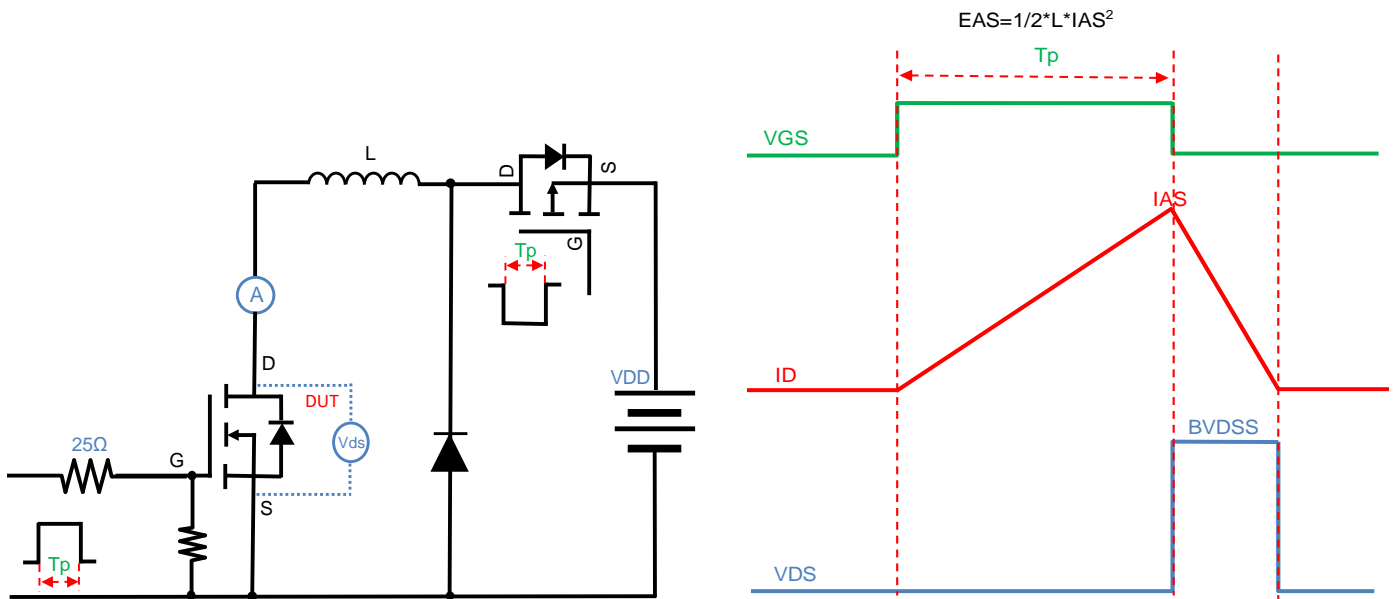 EAS=1/2*L*IAS²
Tp
VGS
IAS
ID
BVDSS
VDS
L
D
S
G
Tp
A
D
DUT
Vds
VDD
25Ω
G
S
Tp